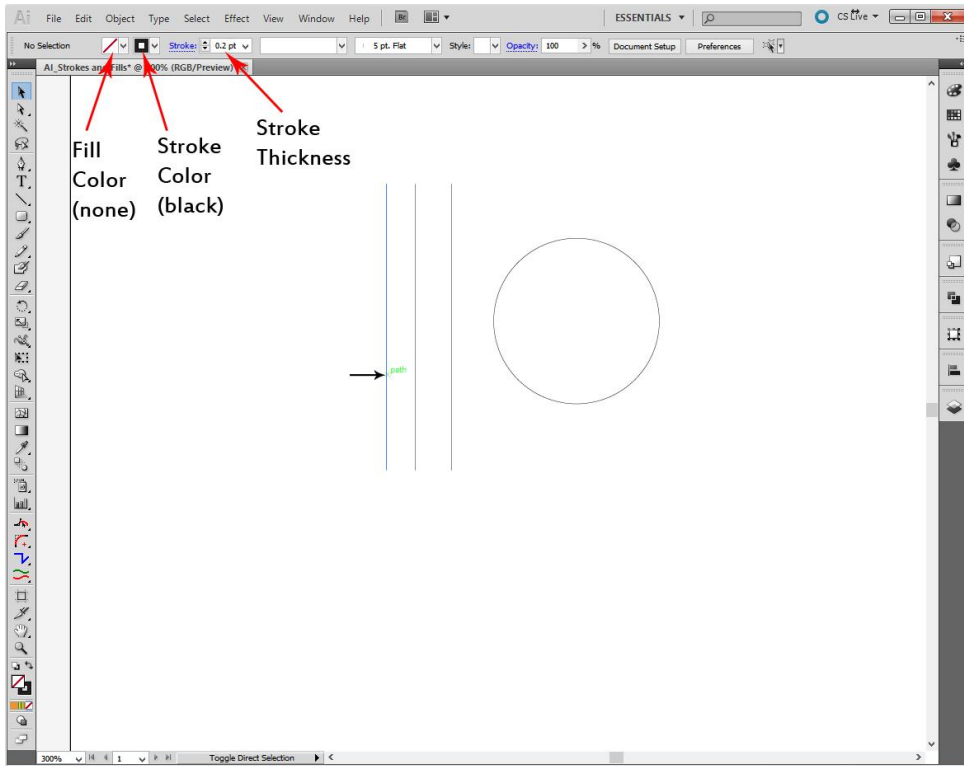 Ai File Edit Object Type Select Effect View Window Help Br ESSENTIALS CS Live
No Selection Stroke: 0.2 pt 5 pt. Flat Style: Opacity: 100 % Document Setup Preferences
AI_Strokes and Fills* @ 300% (RGB/Preview)
Fill
Color
(none)
Stroke
Color
(black)
Stroke
Thickness
path
T
300% 1 Toggle Direct Selection